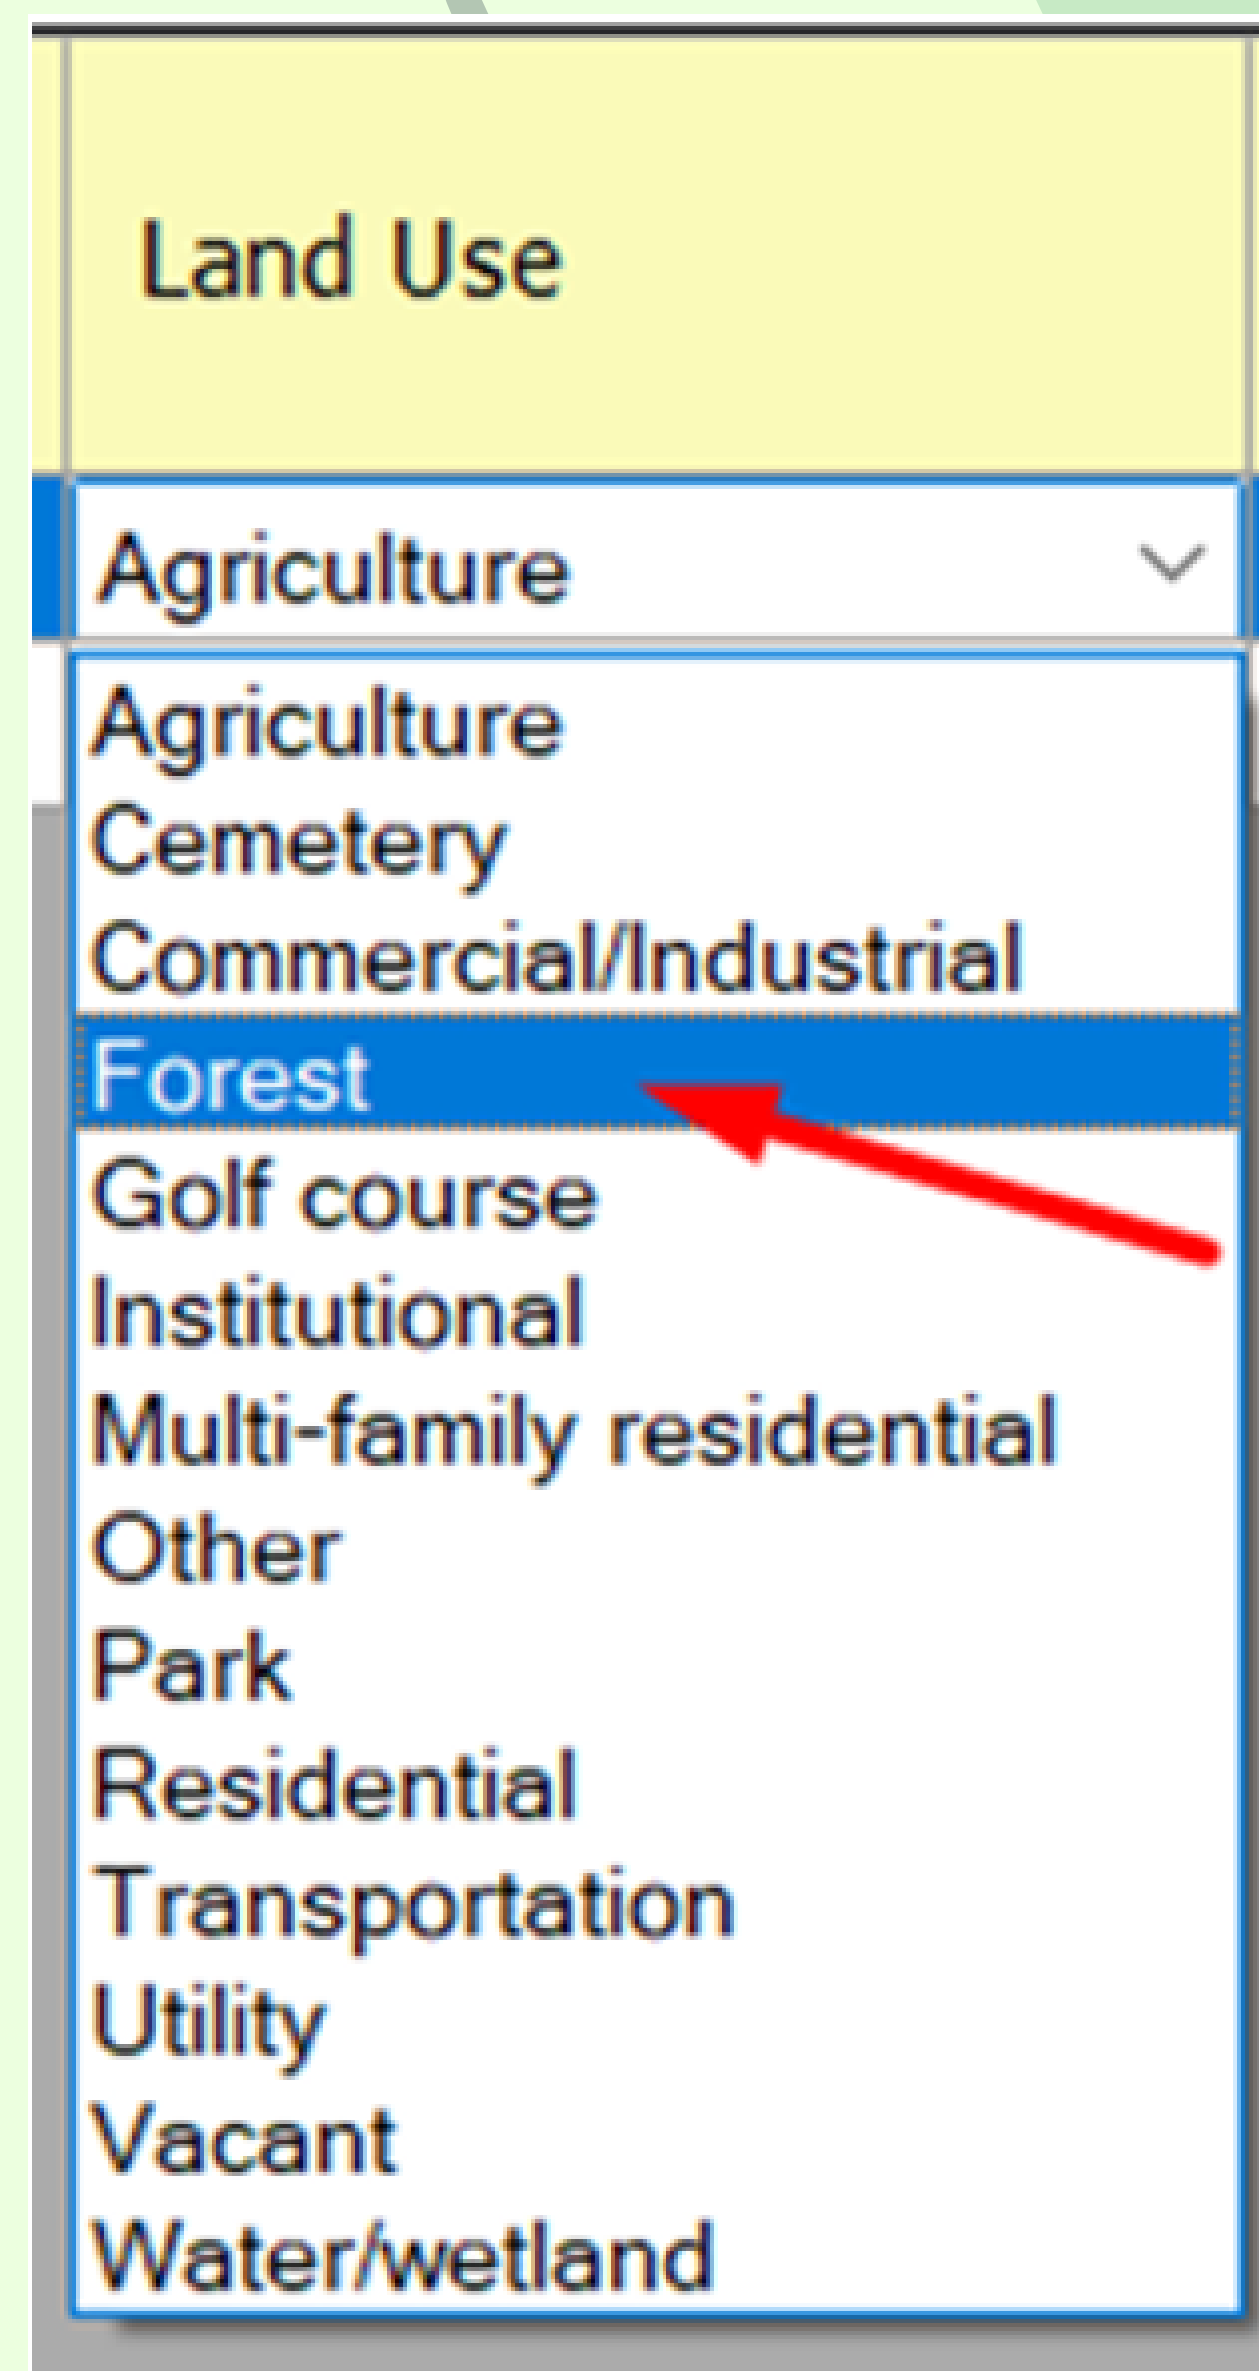 Land Use
Agriculture
Agriculture
Cemetery
Commercial/Industrial
Forest
Golf course
Institutional
Multi-family residential
Other
Park
Residential
Transportation
Utility
Vacant
Water/wetland